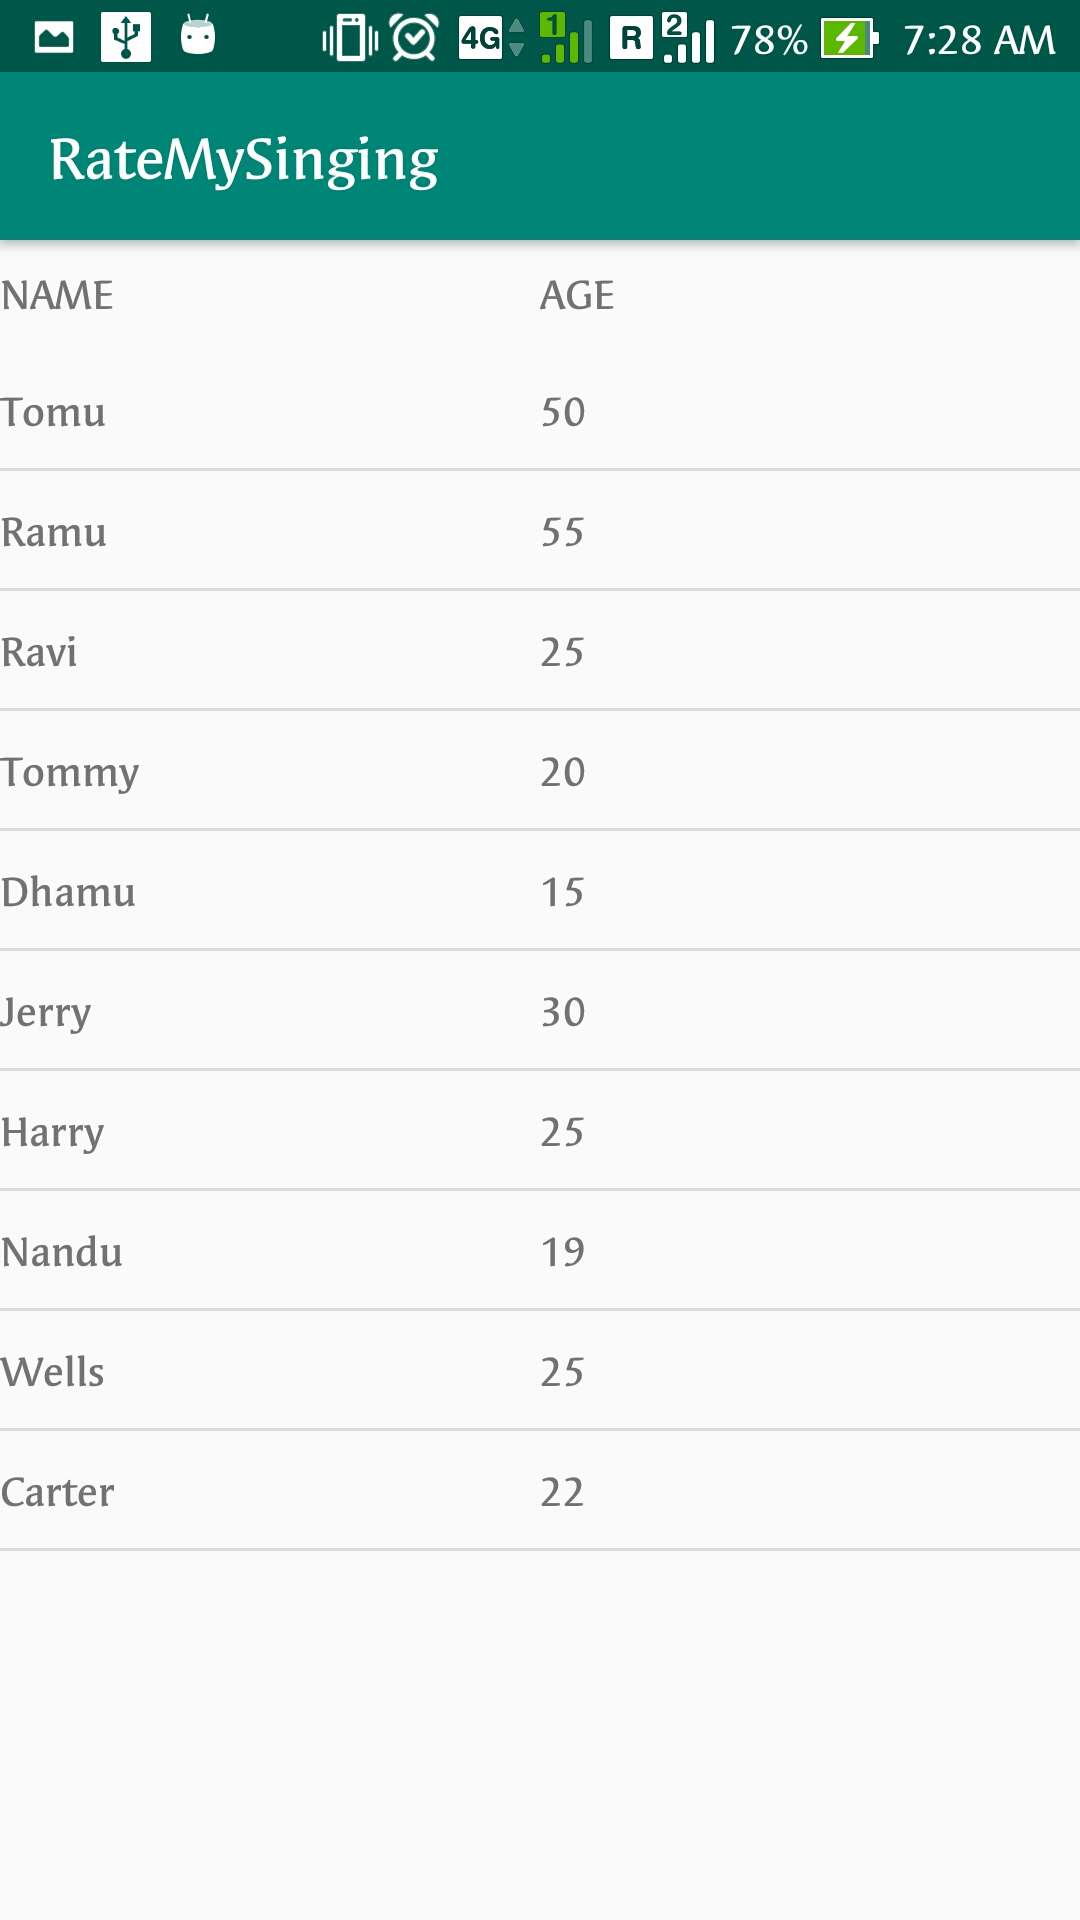 4G 1 R 2 78% 7:28 AM
RateMySinging
NAME AGE
Tomu 50
Ramu 55
Ravi 25
Tommy 20
Dhamu 15
Jerry 30
Harry 25
Nandu 19
Wells 25
Carter 22